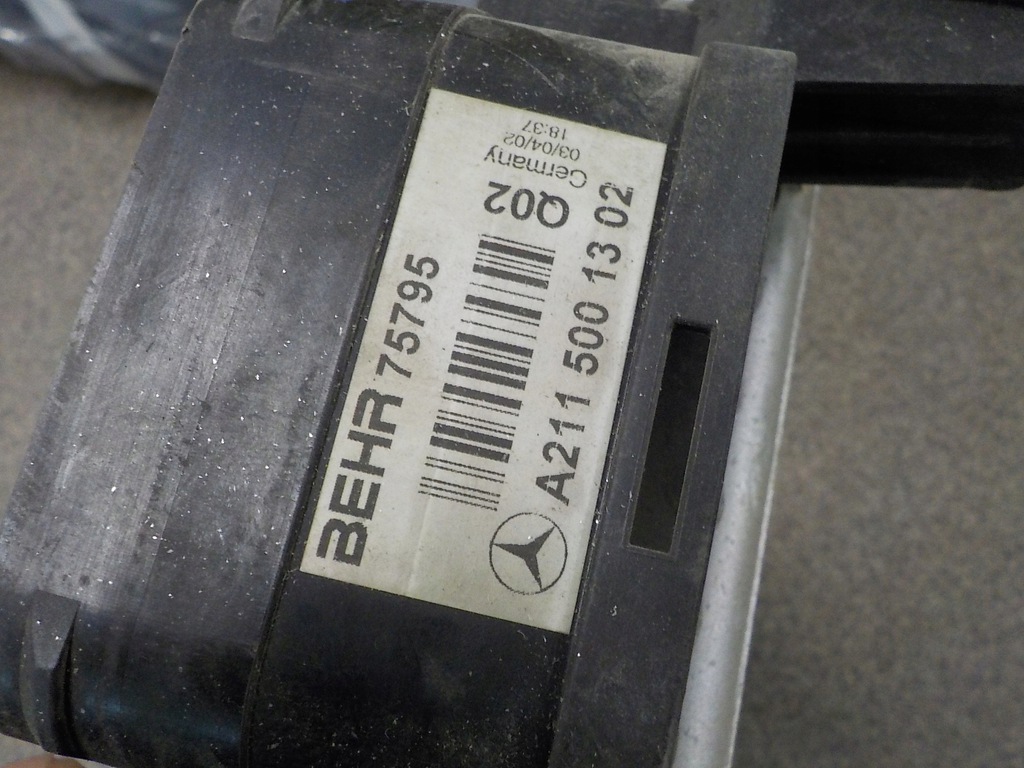 BEHR 75795
A211 500 13 02
Q02
Germany
03/04/02
18:37